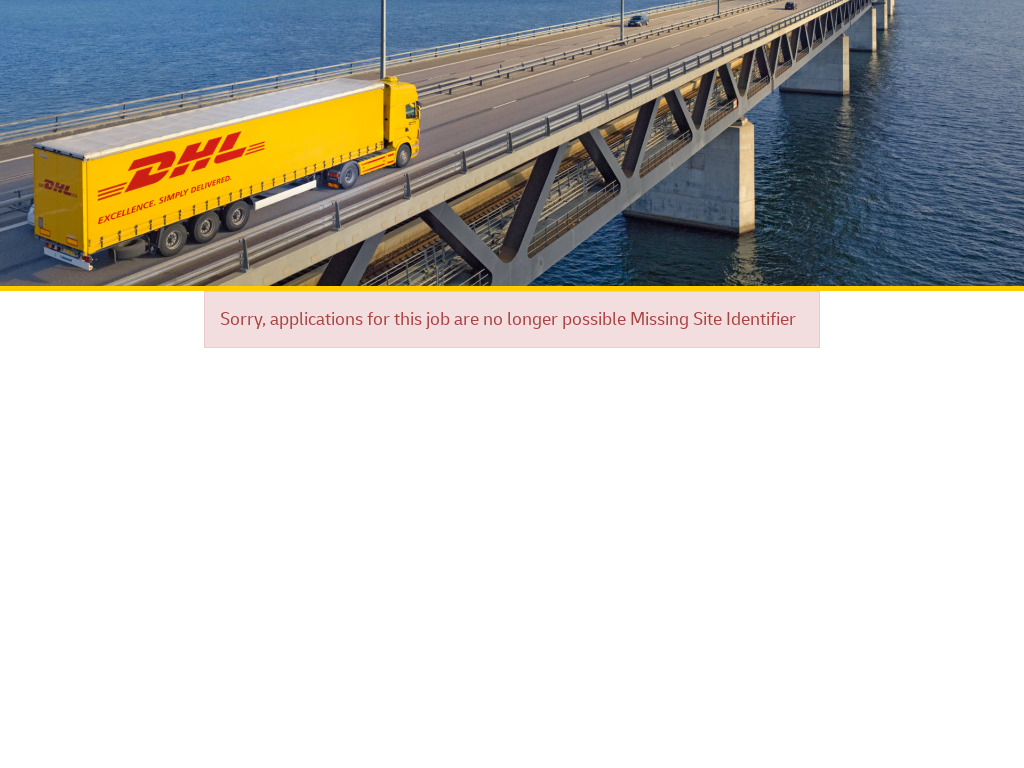 DHL
DHL
EXCELLENCE. SIMPLY DELIVERED.
Sorry, applications for this job are no longer possible Missing Site Identifier